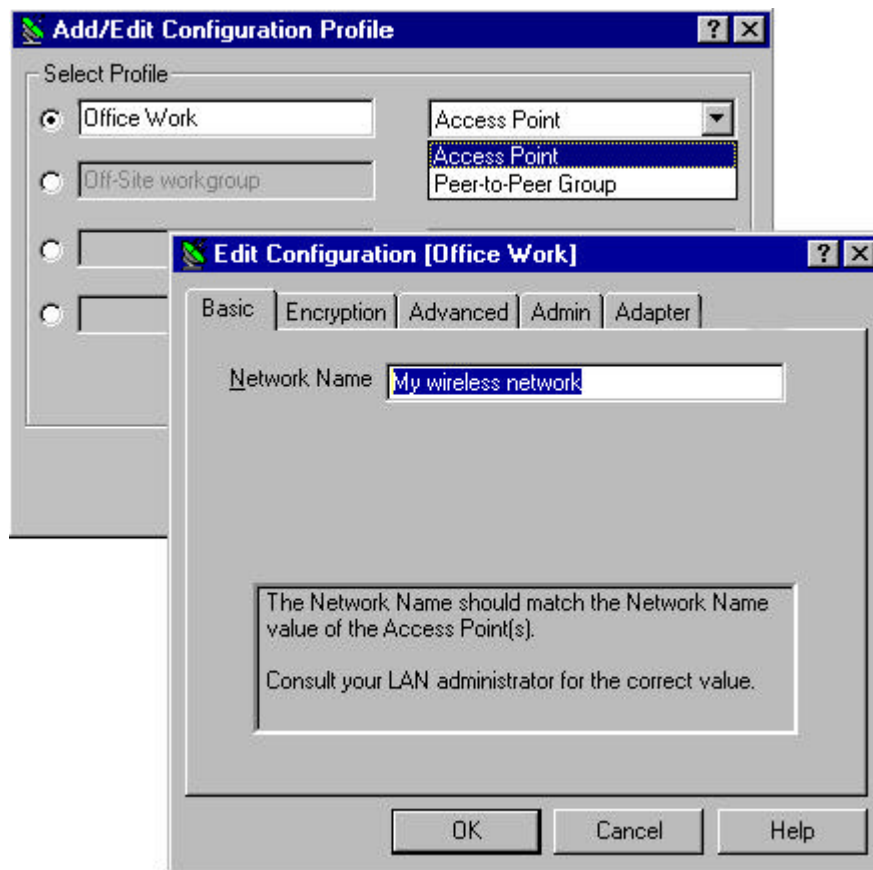 Add/Edit Configuration Profile
Select Profile
Office Work
Access Point
Access Point
Peer-to-Peer Group
Off-Site workgroup
Edit Configuration [Office Work]
Basic Encryption Advanced Admin Adapter
Network Name My wireless network
The Network Name should match the Network Name
value of the Access Point(s).
Consult your LAN administrator for the correct value.
OK Cancel Help